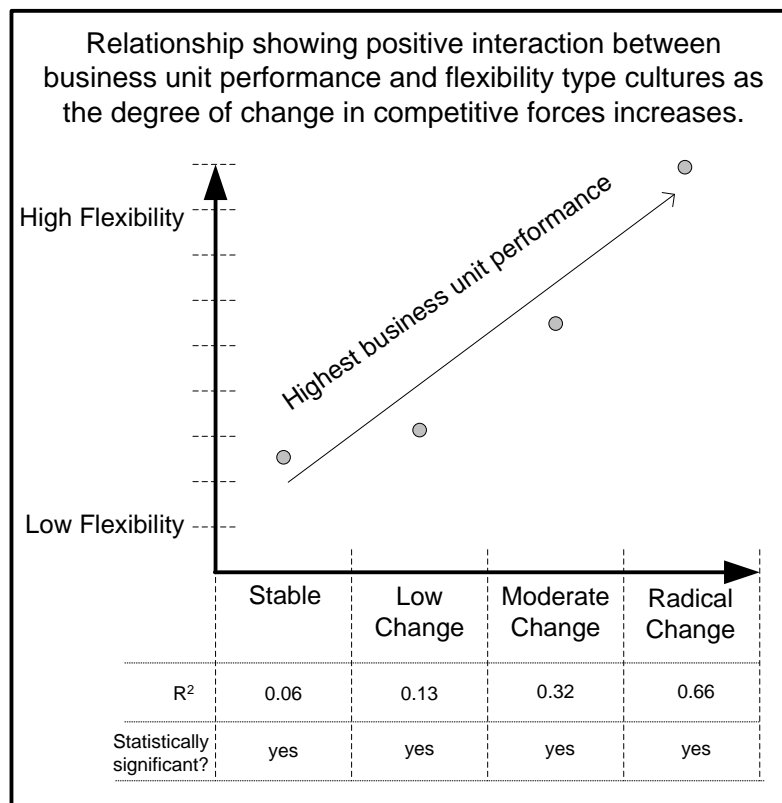 Relationship showing positive interaction between
business unit performance and flexibility type cultures as
the degree of change in competitive forces increases.
High Flexibility
Highest business unit performance
Low Flexibility
Stable Low Change Moderate Change Radical Change
R² 0.06 0.13 0.32 0.66
Statistically significant? yes yes yes yes